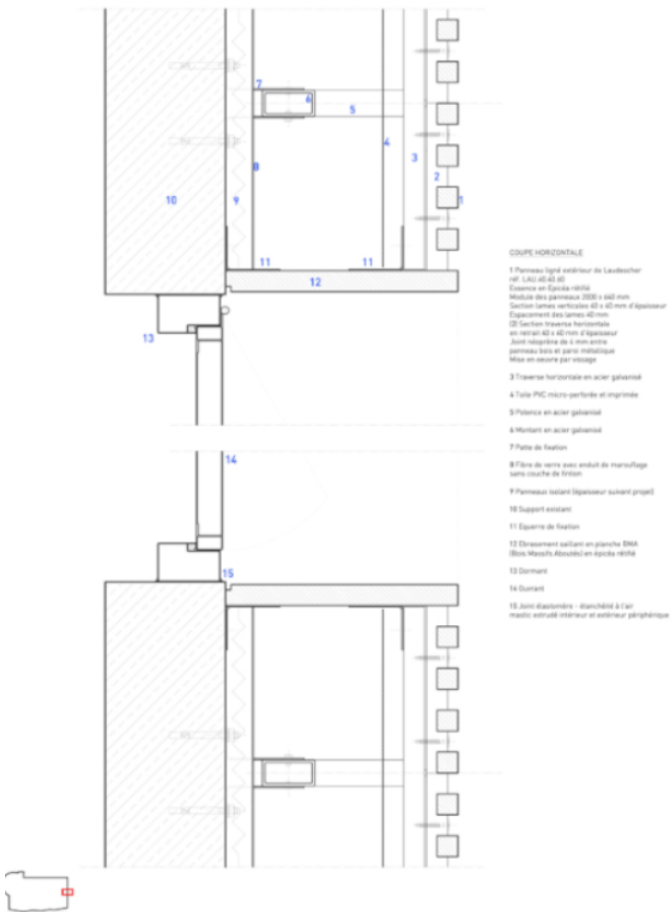 7
6
5
4
3
2
1
8
10
9
11
11
12
13
14
15
COUPE HORIZONTALE
1 Panneau ligné extérieur de Laudescher
réf. LAU.40.40.40
Essence en Epicéa rétifié
Module des panneaux 2000 x 640 mm
Section lames verticales 40 x 40 mm d'épaisseur
Espacement des lames 40 mm
(2) Section traverse horizontale
en retrait 40 x 40 mm d'épaisseur
Joint néoprène de 4 mm entre
panneau bois et paroi métallique
Mise en oeuvre par vissage
3 Traverse horizontale en acier galvanisé
4 Toile PVC micro-perforée et imprimée
5 Potence en acier galvanisé
6 Montant en acier galvanisé
7 Patte de fixation
8 Fibre de verre avec enduit de marouflage
sans couche de finition
9 Panneaux isolant (épaisseur suivant projet)
10 Support existant
11 Equerre de fixation
12 Ebrasement saillant en planche BMA
(Bois Massifs Aboutés) en épicéa rétifié
13 Dormant
14 Ouvrant
15 Joint élastomère - étanchéité à l'air
mastic extrudé intérieur et extérieur périphérique